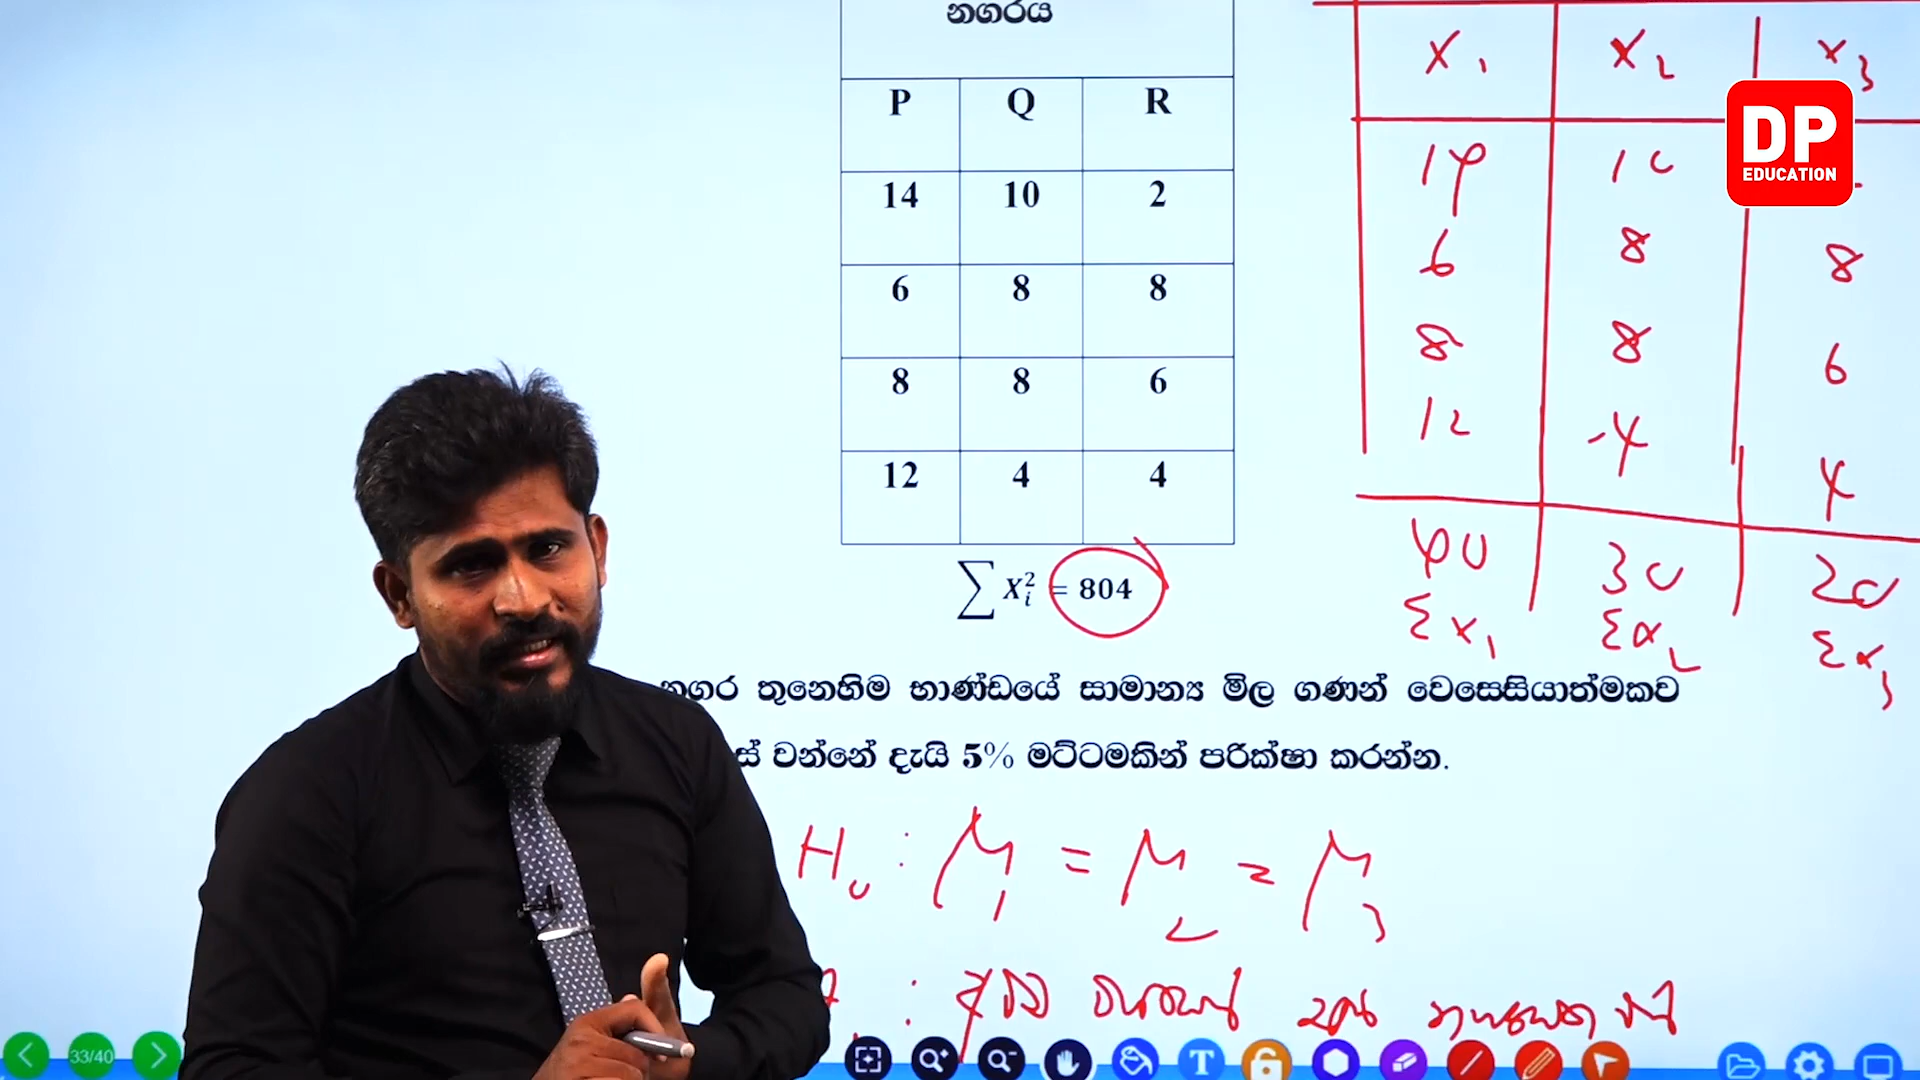 නගරය
P Q R
14 10 2
6 8 8
8 8 6
12 4 4
∑ X_i^2 = 804
නගර තුනෙහිම භාණ්ඩයේ සාමාන්‍ය මිල ගණන් වෙසෙසියාත්මකව
ස් වන්නේ දැයි 5% මට්ටමකින් පරික්ෂා කරන්න.
H₀ : μ₁ = μ₂ = μ₃
X₁ X₂ X₃
14 10
6 8 8
8 8 6
12 4 4
40 30 20
Σx₁ Σx₂ Σx₃
DP
EDUCATION
33/40
T